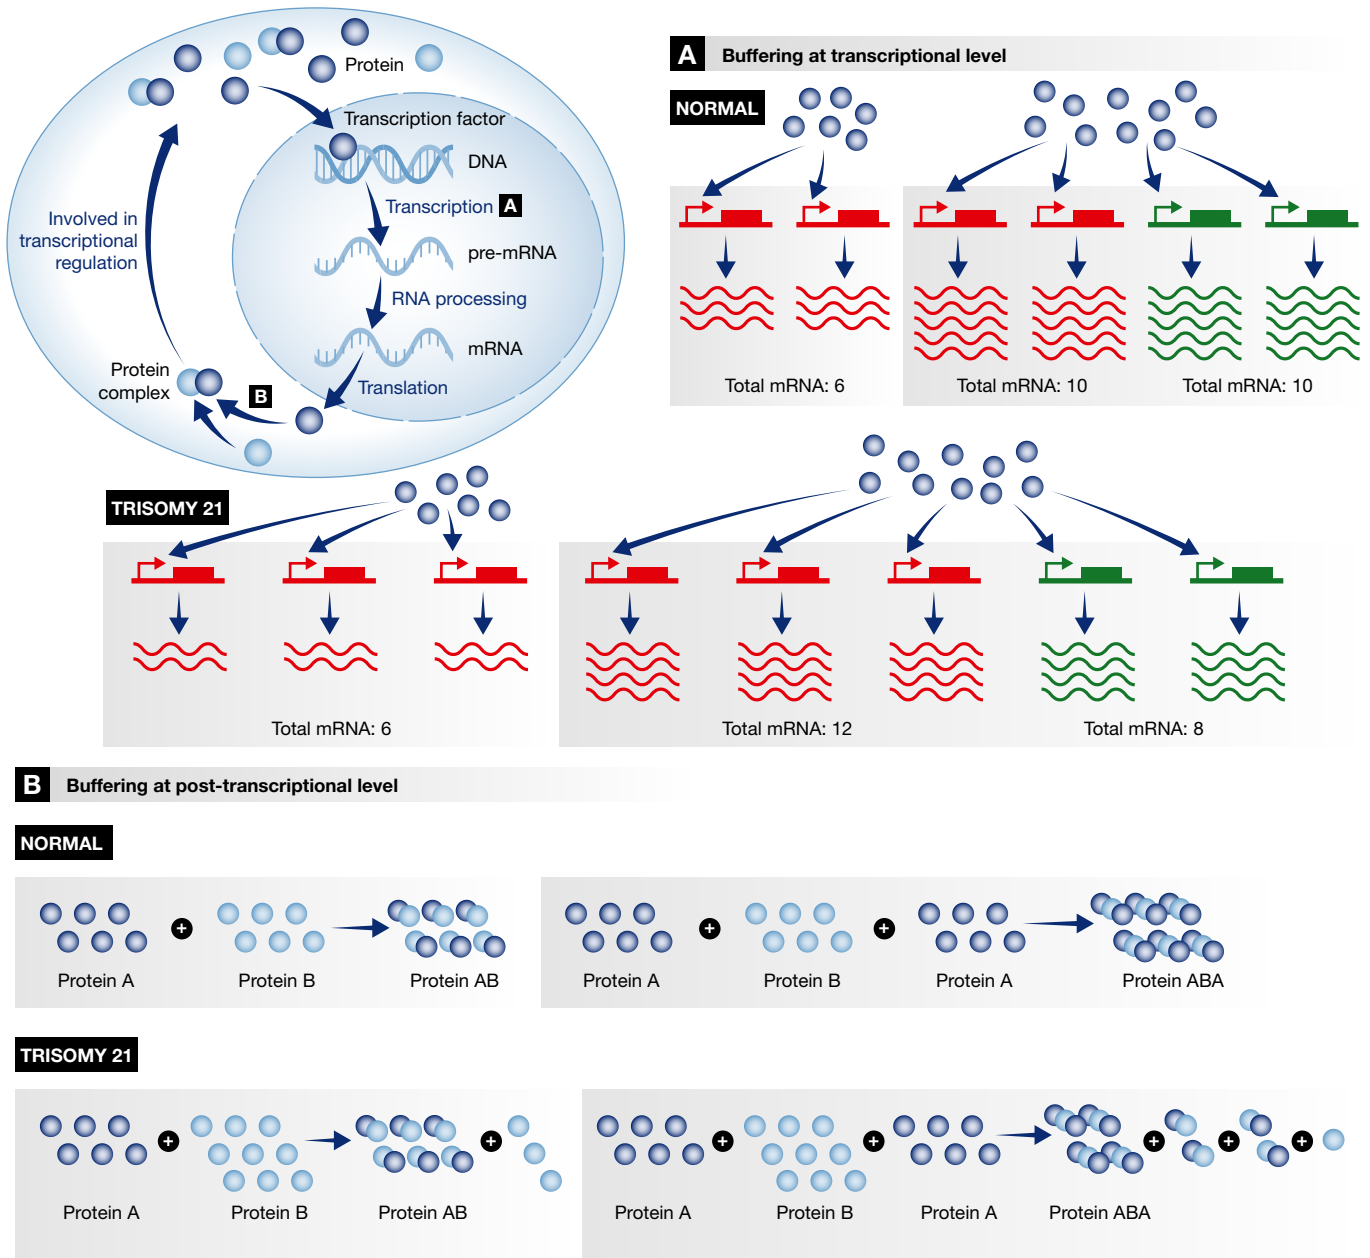 Protein
Transcription factor
DNA
Transcription A
pre-mRNA
RNA processing
mRNA
Translation
Involved in
transcriptional
regulation
Protein
complex
B
A Buffering at transcriptional level
NORMAL
Total mRNA: 6
Total mRNA: 10
Total mRNA: 10
TRISOMY 21
Total mRNA: 6
Total mRNA: 12
Total mRNA: 8
B Buffering at post-transcriptional level
NORMAL
+
+
+
Protein A
Protein B
Protein AB
Protein A
Protein B
Protein A
Protein ABA
TRISOMY 21
+
+
+
+
+
+
+
Protein A
Protein B
Protein AB
Protein A
Protein B
Protein A
Protein ABA